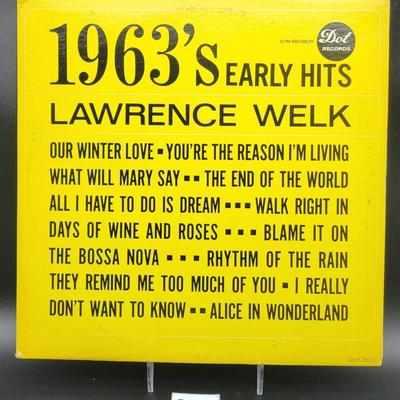 Dot
RECORDS
ULTRA-HIGH-FIDELITY
1963's EARLY HITS
LAWRENCE WELK
OUR WINTER LOVE ▪ YOU'RE THE REASON I'M LIVING
WHAT WILL MARY SAY ▪ ▪ THE END OF THE WORLD
ALL I HAVE TO DO IS DREAM ▪ ▪ ▪ WALK RIGHT IN
DAYS OF WINE AND ROSES ▪ ▪ ▪ BLAME IT ON
THE BOSSA NOVA ▪ ▪ ▪ RHYTHM OF THE RAIN
THEY REMIND ME TOO MUCH OF YOU ▪ I REALLY
DON'T WANT TO KNOW ▪ ▪ ALICE IN WONDERLAND